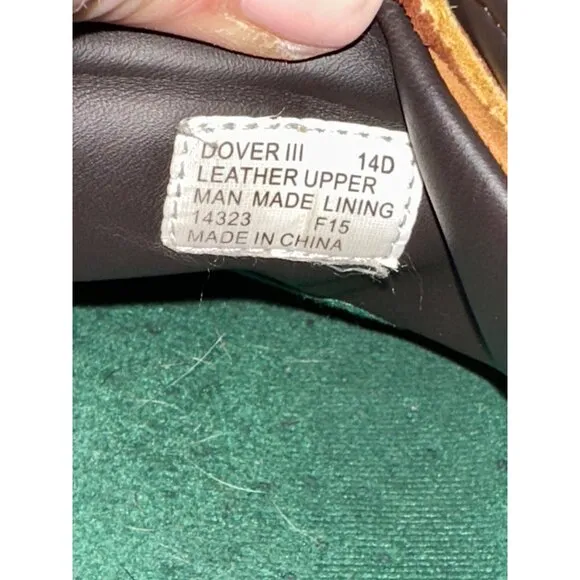 DOVER III 14D
LEATHER UPPER
MAN MADE LINING
14323 F15
MADE IN CHINA